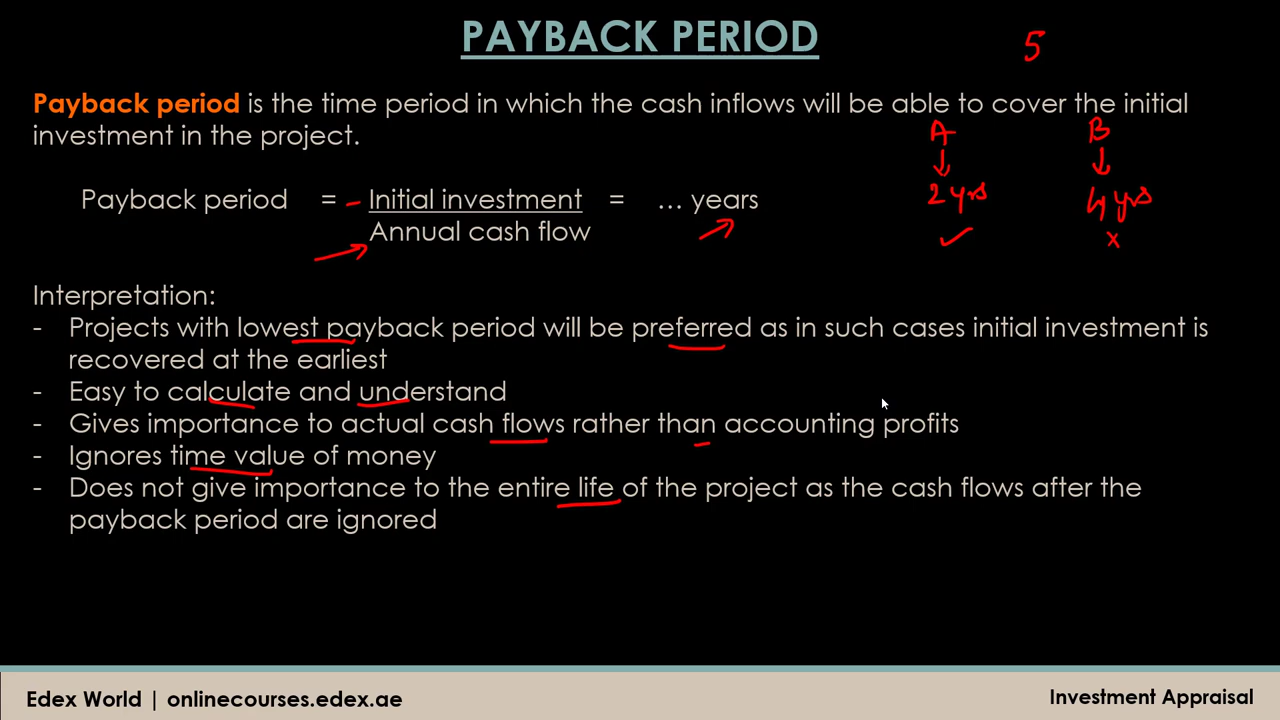 PAYBACK PERIOD
5
Payback period is the time period in which the cash inflows will be able to cover the initial
investment in the project.
A B
2 yrs 4 yrs
Payback period = Initial investment = ... years
Annual cash flow
Interpretation:
- Projects with lowest payback period will be preferred as in such cases initial investment is
recovered at the earliest
- Easy to calculate and understand
- Gives importance to actual cash flows rather than accounting profits
- Ignores time value of money
- Does not give importance to the entire life of the project as the cash flows after the
payback period are ignored
Edex World | onlinecourses.edex.ae
Investment Appraisal